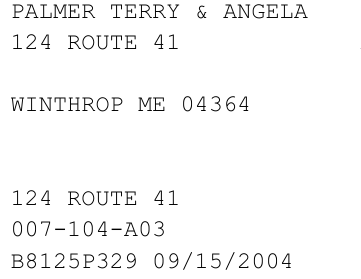 PALMER TERRY & ANGELA
124 ROUTE 41
WINTHROP ME 04364
124 ROUTE 41
007-104-A03
B8125P329 09/15/2004